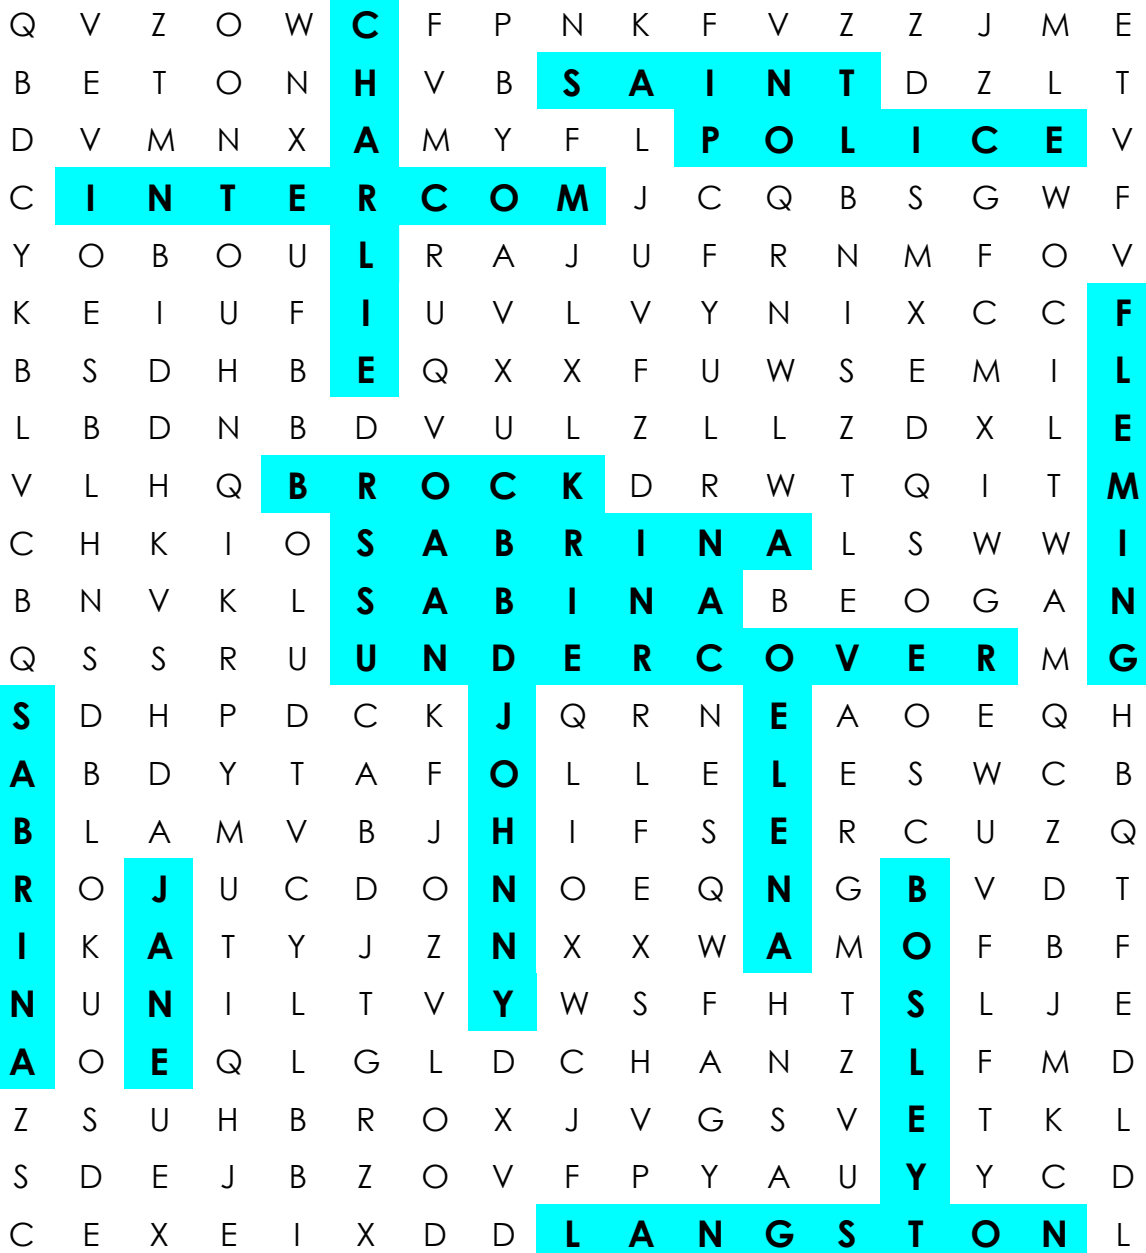 Q V Z O W C F P N K F V Z Z J M E
B E T O N H V B S A I N T D Z L T
D V M N X A M Y F L P O L I C E V
C I N T E R C O M J C Q B S G W F
Y O B O U L R A J U F R N M F O V
K E I U F I U V L V Y N I X C C F
B S D H B E Q X X F U W S E M I L
L B D N B D V U L Z L L Z D X L E
V L H Q B R O C K D R W T Q I T M
C H K I O S A B R I N A L S W W I
B N V K L S A B I N A B E O G A N
Q S S R U U N D E R C O V E R M G
S D H P D C K J Q R N E A O E Q H
A B D Y T A F O L L E L E S W C B
B L A M V B J H I F S E R C U Z Q
R O J U C D O N O E Q N G B V D T
I K A T Y J Z N X X W A M O F B F
N U N I L T V Y W S F H T S L J E
A O E Q L G L D C H A N Z L F M D
Z S U H B R O X J V G S V E T K L
S D E J B Z O V F P Y A U Y Y C D
C E X E I X D D L A N G S T O N L